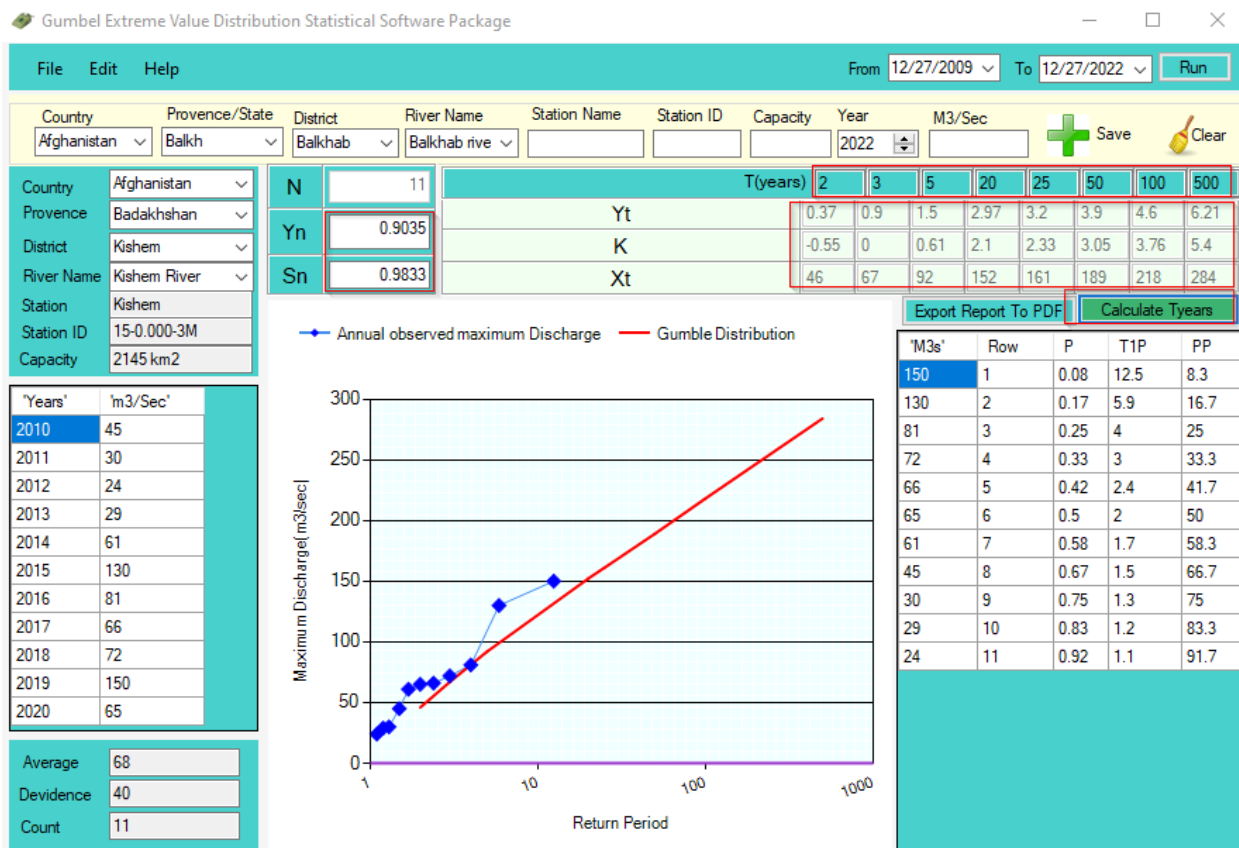 Gumbel Extreme Value Distribution Statistical Software Package
File Edit Help From 12/27/2009 To 12/27/2022 Run
Country Provence/State District River Name Station Name Station ID Capacity Year M3/Sec
Afghanistan Balkh Balkhab Balkhab rive 2022 Save Clear
Country Afghanistan
Provence Badakhshan
District Kishem
River Name Kishem River
Station Kishem
Station ID 15-0.000-3M
Capacity 2145 km2
N 11
Yn 0.9035
Sn 0.9833
T(years) 2 3 5 20 25 50 100 500
Yt 0.37 0.9 1.5 2.97 3.2 3.9 4.6 6.21
K -0.55 0 0.61 2.1 2.33 3.05 3.76 5.4
Xt 46 67 92 152 161 189 218 284
Export Report To PDF Calculate Tyears
'Years' 'm3/Sec'
2010 45
2011 30
2012 24
2013 29
2014 61
2015 130
2016 81
2017 66
2018 72
2019 150
2020 65
Average 68
Devidence 40
Count 11
Annual observed maximum Discharge Gumble Distribution
Maximum Discharge[m3/sec]
300
250
200
150
100
50
0
1 10 100 1000
Return Period
'M3s' Row P T1P PP
150 1 0.08 12.5 8.3
130 2 0.17 5.9 16.7
81 3 0.25 4 25
72 4 0.33 3 33.3
66 5 0.42 2.4 41.7
65 6 0.5 2 50
61 7 0.58 1.7 58.3
45 8 0.67 1.5 66.7
30 9 0.75 1.3 75
29 10 0.83 1.2 83.3
24 11 0.92 1.1 91.7